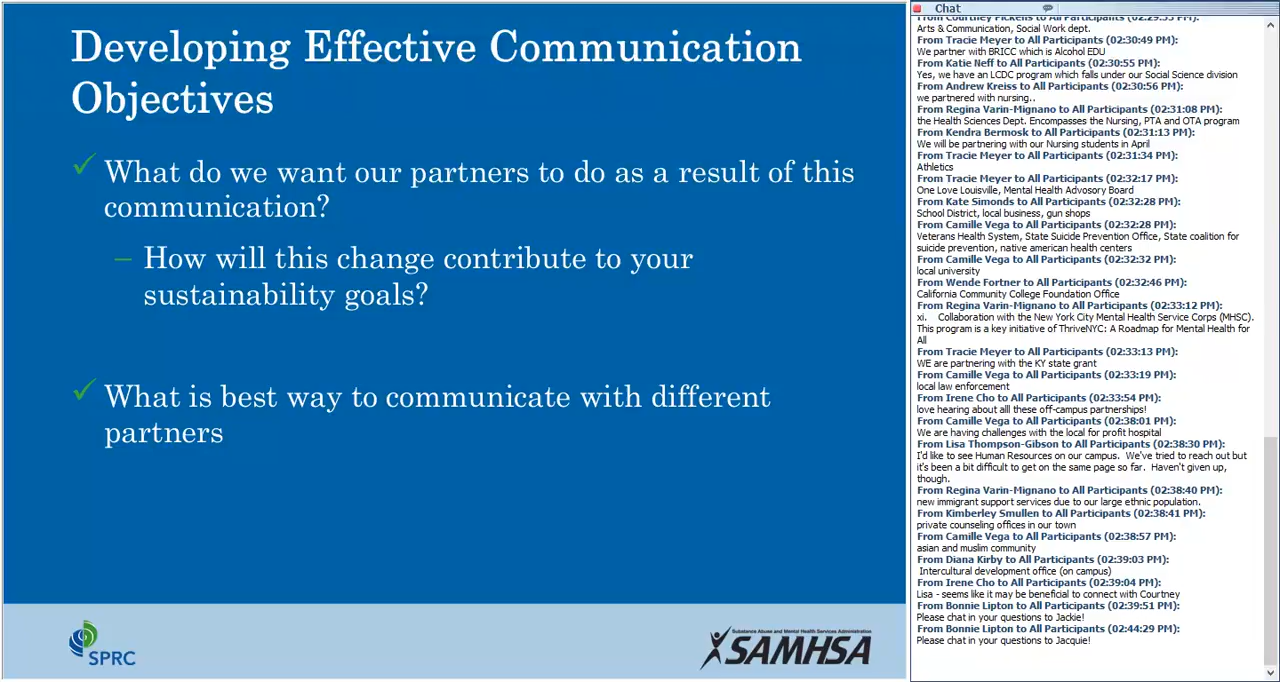 Developing Effective Communication
Objectives
What do we want our partners to do as a result of this
communication?
– How will this change contribute to your
sustainability goals?
What is best way to communicate with different
partners
SPRC
Substance Abuse and Mental Health Services Administration
SAMHSA
Chat
From Courtney Pickens to All Participants (02:29:55 PM):
Arts & Communication, Social Work dept.
From Tracie Meyer to All Participants (02:30:49 PM):
We partner with BRICC which is Alcohol EDU
From Katie Neff to All Participants (02:30:55 PM):
Yes, we have an LCDC program which falls under our Social Science division
From Andrew Kreiss to All Participants (02:30:56 PM):
we partnered with nursing..
From Regina Varin-Mignano to All Participants (02:31:08 PM):
the Health Sciences Dept. Encompasses the Nursing, PTA and OTA program
From Kendra Bermosk to All Participants (02:31:13 PM):
We will be partnering with our Nursing students in April
From Tracie Meyer to All Participants (02:31:34 PM):
Athletics
From Tracie Meyer to All Participants (02:32:17 PM):
One Love Louisville, Mental Health Advosory Board
From Kate Simonds to All Participants (02:32:28 PM):
School District, local business, gun shops
From Camille Vega to All Participants (02:32:28 PM):
Veterans Health System, State Suicide Prevention Office, State coalition for
suicide prevention, native american health centers
From Camille Vega to All Participants (02:32:32 PM):
local university
From Wende Fortner to All Participants (02:32:46 PM):
California Community College Foundation Office
From Regina Varin-Mignano to All Participants (02:33:12 PM):
xi. Collaboration with the New York City Mental Health Service Corps (MHSC).
This program is a key initiative of ThriveNYC: A Roadmap for Mental Health for
All
From Tracie Meyer to All Participants (02:33:13 PM):
WE are partnering with the KY state grant
From Camille Vega to All Participants (02:33:19 PM):
local law enforcement
From Irene Cho to All Participants (02:33:54 PM):
love hearing about alll these off-campus partnerships!
From Camille Vega to All Participants (02:38:01 PM):
We are having challenges with the local for profit hospital
From Lisa Thompson-Gibson to All Participants (02:38:30 PM):
I'd like to see Human Resources on our campus. We've tried to reach out but
it's been a bit difficult to get on the same page so far. Haven't given up,
though.
From Regina Varin-Mignano to All Participants (02:38:40 PM):
new immigrant support services due to our large ethnic population.
From Kimberley Smullen to All Participants (02:38:41 PM):
private counseling offices in our town
From Camille Vega to All Participants (02:38:57 PM):
asian and muslim community
From Diana Kirby to All Participants (02:39:03 PM):
Intercultural development office (on campus)
From Irene Cho to All Participants (02:39:04 PM):
Lisa - seems like it may be beneficial to connect with Courtney
From Bonnie Lipton to All Participants (02:39:51 PM):
Please chat in your questions to Jackie!
From Bonnie Lipton to All Participants (02:44:29 PM):
Please chat in your questions to Jacquie!